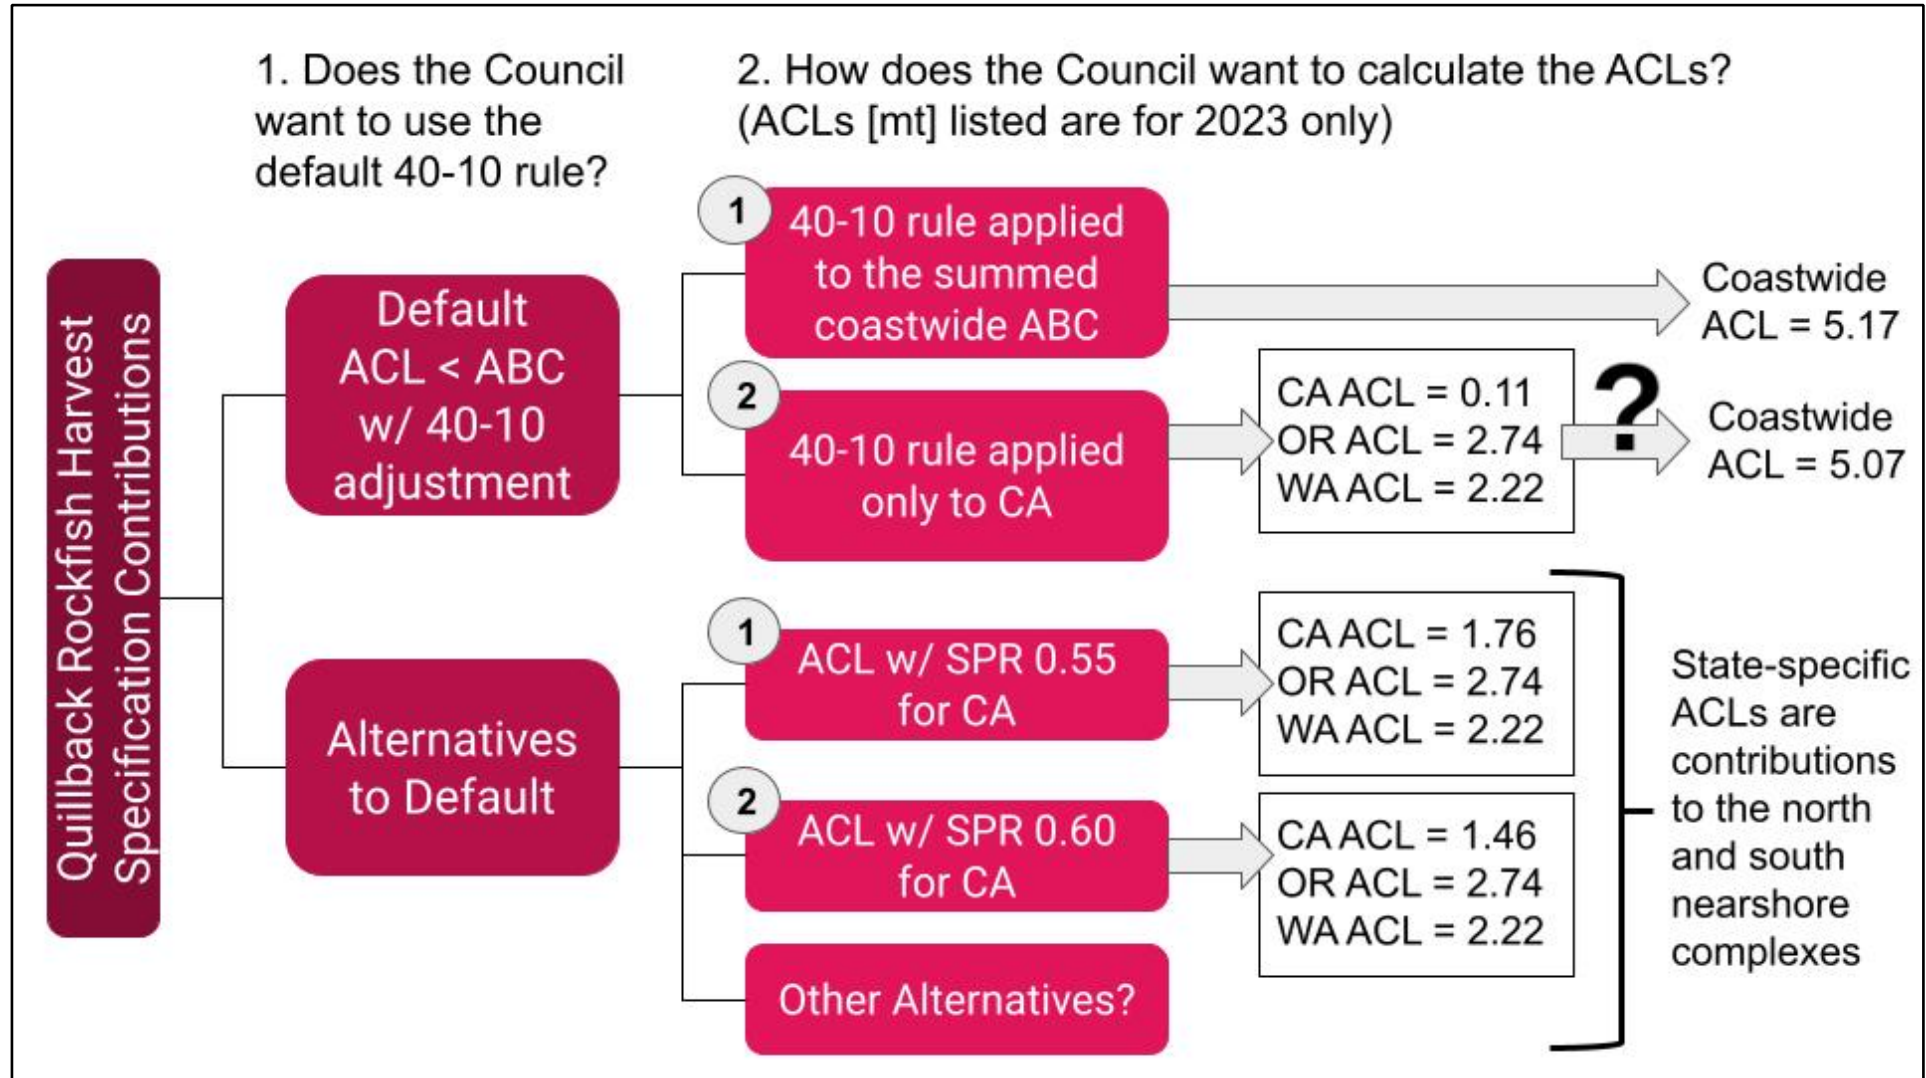 1. Does the Council
want to use the
default 40-10 rule?
2. How does the Council want to calculate the ACLs?
(ACLs [mt] listed are for 2023 only)
Quillback Rockfish Harvest
Specification Contributions
Default
ACL < ABC
w/ 40-10
adjustment
1
40-10 rule applied
to the summed
coastwide ABC
Coastwide
ACL = 5.17
2
40-10 rule applied
only to CA
CA ACL = 0.11
OR ACL = 2.74
WA ACL = 2.22
?
Coastwide
ACL = 5.07
Alternatives
to Default
1
ACL w/ SPR 0.55
for CA
CA ACL = 1.76
OR ACL = 2.74
WA ACL = 2.22
2
ACL w/ SPR 0.60
for CA
CA ACL = 1.46
OR ACL = 2.74
WA ACL = 2.22
Other Alternatives?
State-specific
ACLs are
contributions
to the north
and south
nearshore
complexes